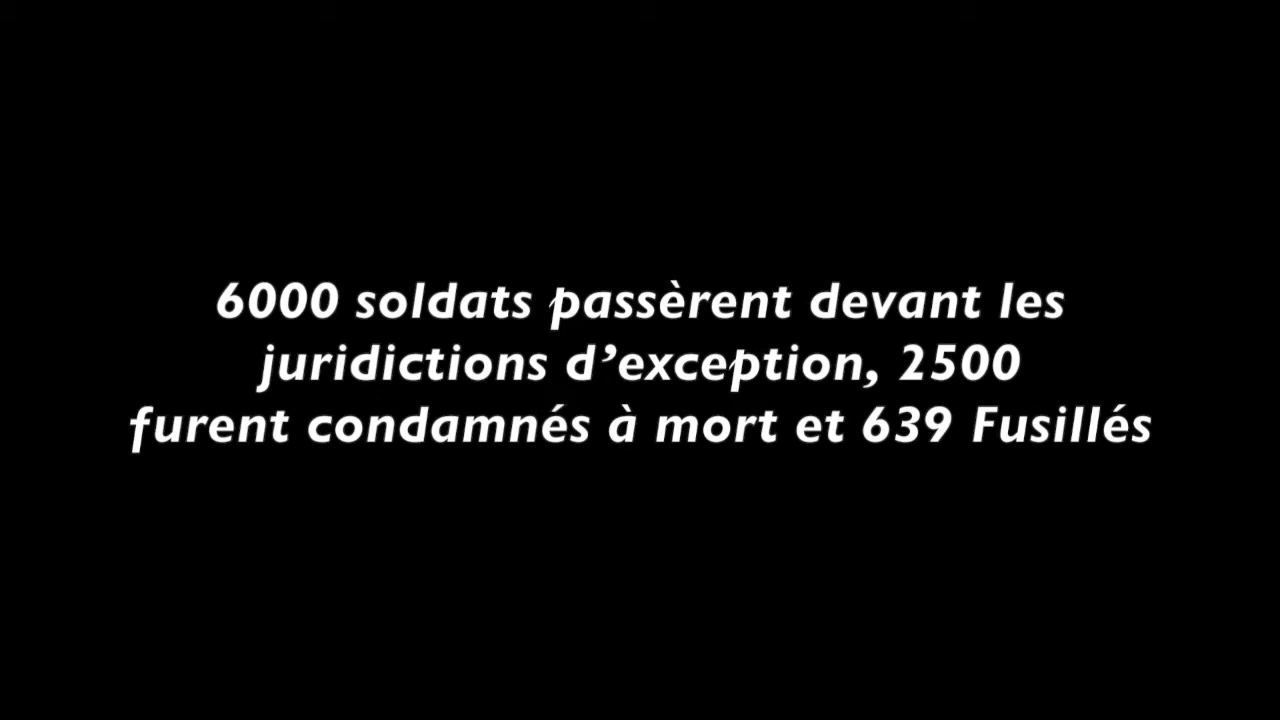 6000 soldats passèrent devant les
juridictions d’exception, 2500
furent condamnés à mort et 639 Fusillés